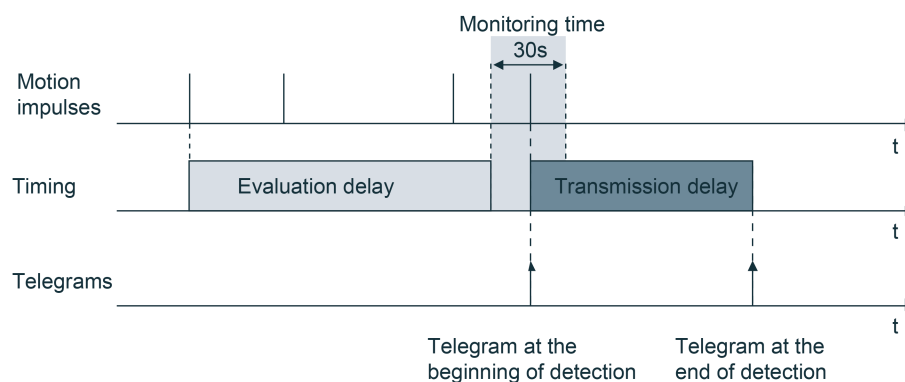 Monitoring time
30s
Motion
impulses
t
Timing
Evaluation delay
Transmission delay
t
Telegrams
t
Telegram at the
beginning of detection
Telegram at the
end of detection